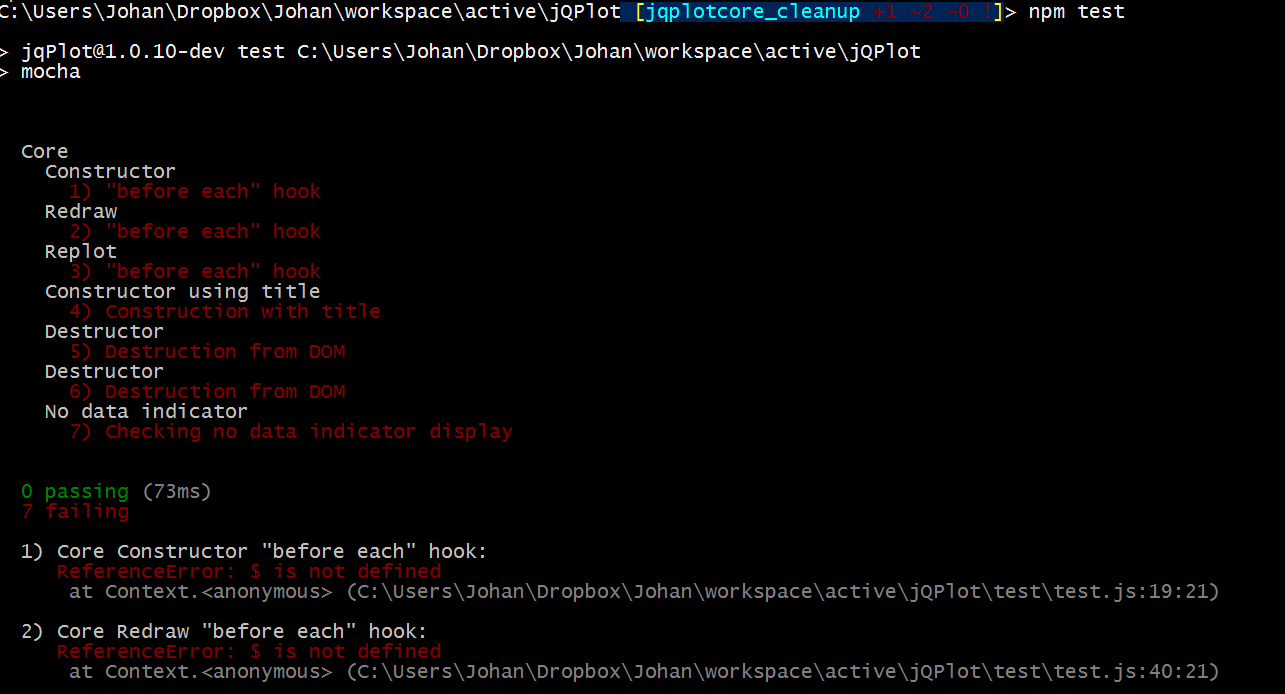 C:\Users\Johan\Dropbox\Johan\workspace\active\jQPlot [jqplotcore_cleanup +1 ~2 -0 !]> npm test
> jqPlot@1.0.10-dev test C:\Users\Johan\Dropbox\Johan\workspace\active\jQPlot
> mocha
Core
Constructor
1) "before each" hook
Redraw
2) "before each" hook
Replot
3) "before each" hook
Constructor using title
4) Construction with title
Destructor
5) Destruction from DOM
Destructor
6) Destruction from DOM
No data indicator
7) Checking no data indicator display
0 passing (73ms)
7 failing
1) Core Constructor "before each" hook:
ReferenceError: $ is not defined
at Context.<anonymous> (C:\Users\Johan\Dropbox\Johan\workspace\active\jQPlot\test\test.js:19:21)
2) Core Redraw "before each" hook:
ReferenceError: $ is not defined
at Context.<anonymous> (C:\Users\Johan\Dropbox\Johan\workspace\active\jQPlot\test\test.js:40:21)